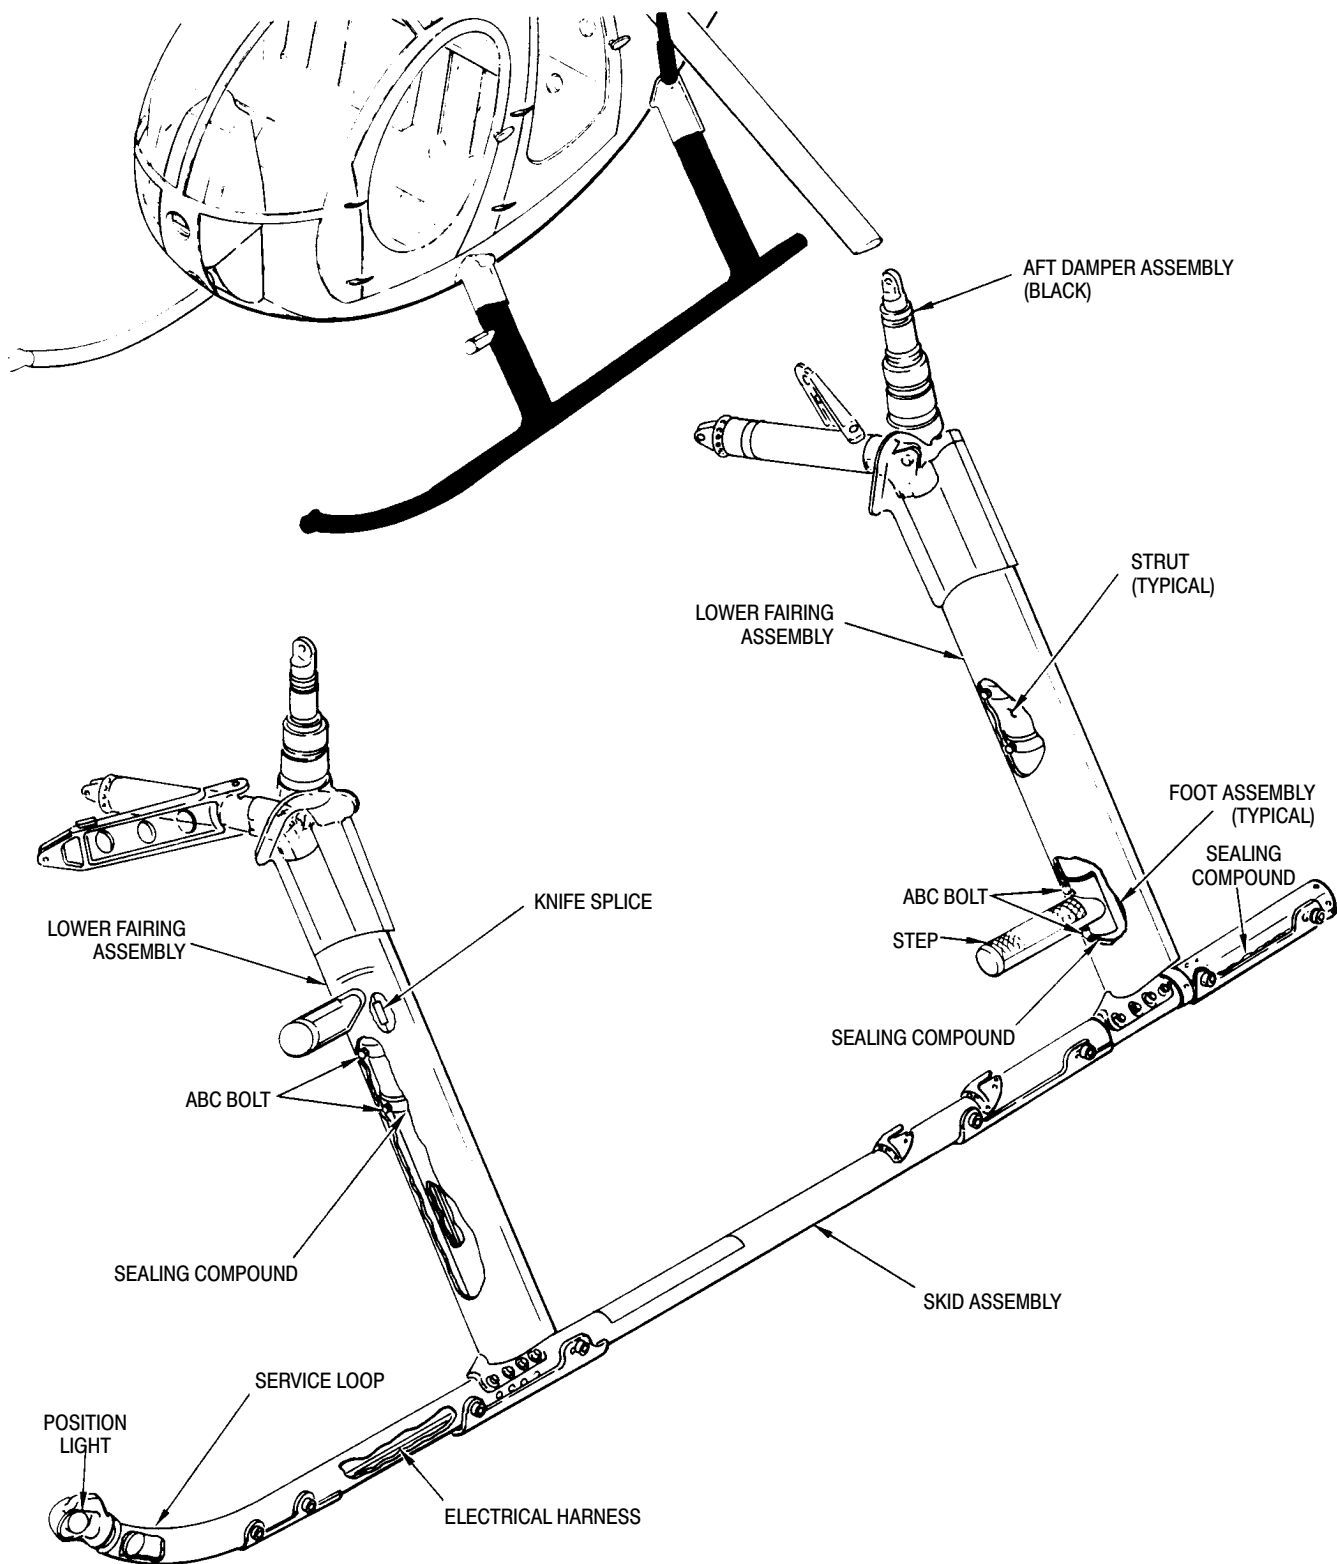 AFT DAMPER ASSEMBLY
(BLACK)
STRUT
(TYPICAL)
LOWER FAIRING
ASSEMBLY
FOOT ASSEMBLY
(TYPICAL)
SEALING
COMPOUND
ABC BOLT
STEP
SEALING COMPOUND
KNIFE SPLICE
LOWER FAIRING
ASSEMBLY
ABC BOLT
SEALING COMPOUND
SKID ASSEMBLY
SERVICE LOOP
POSITION
LIGHT
ELECTRICAL HARNESS